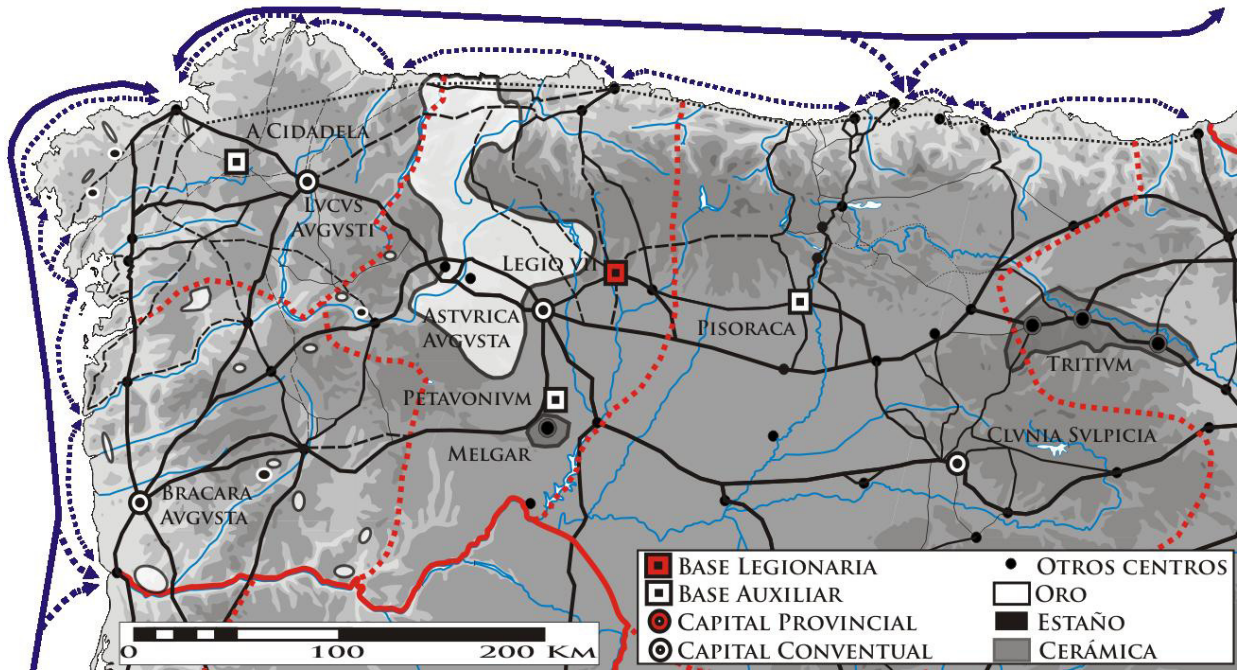 A CIDADELA
LVCVS
AVGVSTI
LEGIO VII
ASTVRICA
AVGVSTA
PISORACA
TRITIVM
PETAVONIVM
MELGAR
CLVNIA SVLPICIA
BRACARA
AVGVSTA
BASE LEGIONARIA
BASE AUXILIAR
CAPITAL PROVINCIAL
CAPITAL CONVENTUAL
OTROS CENTROS
ORO
ESTAÑO
CERÁMICA
0 100 200 KM